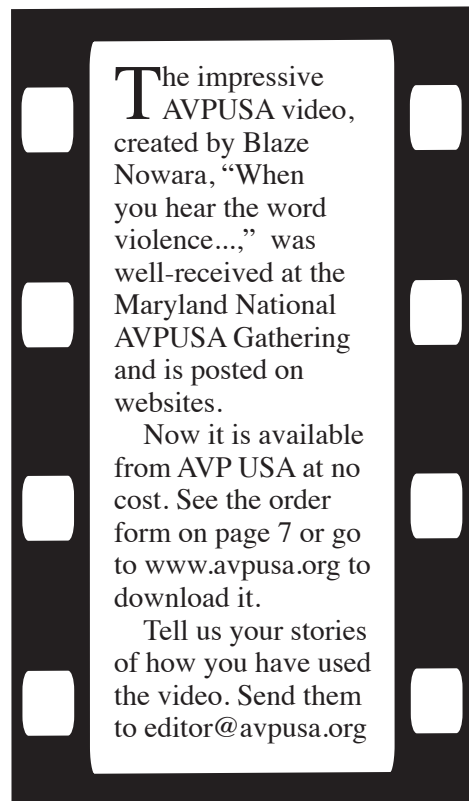 The impressive
AVPUSA video,
created by Blaze
Nowara, “When
you hear the word
violence...,”  was
well-received at the
Maryland National
AVPUSA Gathering
and is posted on
websites.
Now it is available
from AVP USA at no
cost. See the order
form on page 7 or go
to www.avpusa.org to
download it.
Tell us your stories
of how you have used
the video. Send them
to editor@avpusa.org